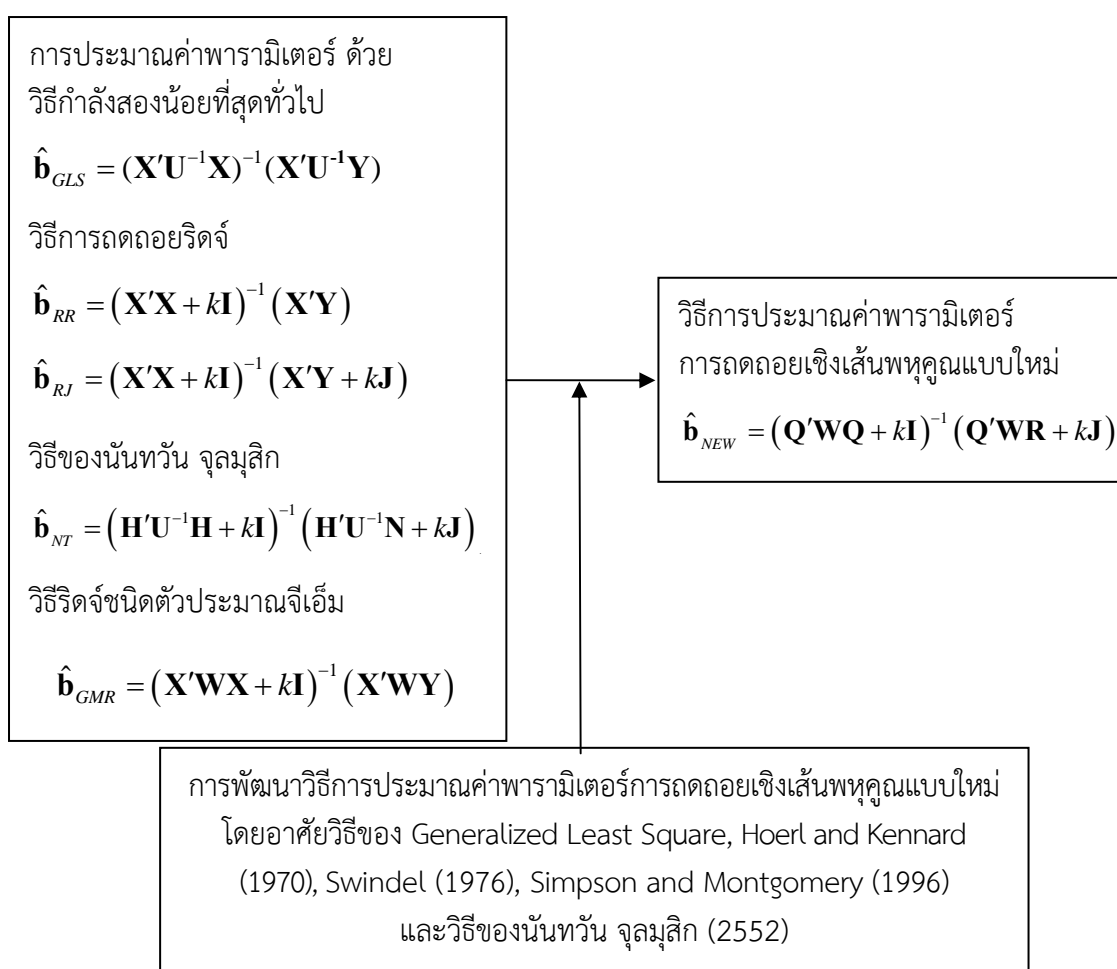 การประมาณค่าพารามิเตอร์ ด้วย
วิธีกำลังสองน้อยที่สุดทั่วไป
b̂_GLS = (X′U⁻¹X)⁻¹(X′U⁻¹Y)
วิธีการถดถอยริดจ์
b̂_RR = (X′X + kI)⁻¹(X′Y)
b̂_RJ = (X′X + kI)⁻¹(X′Y + kJ)
วิธีของนันทวัน จุลมุสิก
b̂_NT = (H′U⁻¹H + kI)⁻¹(H′U⁻¹N + kJ)
วิธีริดจ์ชนิดตัวประมาณจีเอ็ม
b̂_GMR = (X′WX + kI)⁻¹(X′WY)
วิธีการประมาณค่าพารามิเตอร์
การถดถอยเชิงเส้นพหุคูณแบบใหม่
b̂_NEW = (Q′WQ + kI)⁻¹(Q′WR + kJ)
การพัฒนาวิธีการประมาณค่าพารามิเตอร์การถดถอยเชิงเส้นพหุคูณแบบใหม่
โดยอาศัยวิธีของ Generalized Least Square, Hoerl and Kennard
(1970), Swindel (1976), Simpson and Montgomery (1996)
และวิธีของนันทวัน จุลมุสิก (2552)